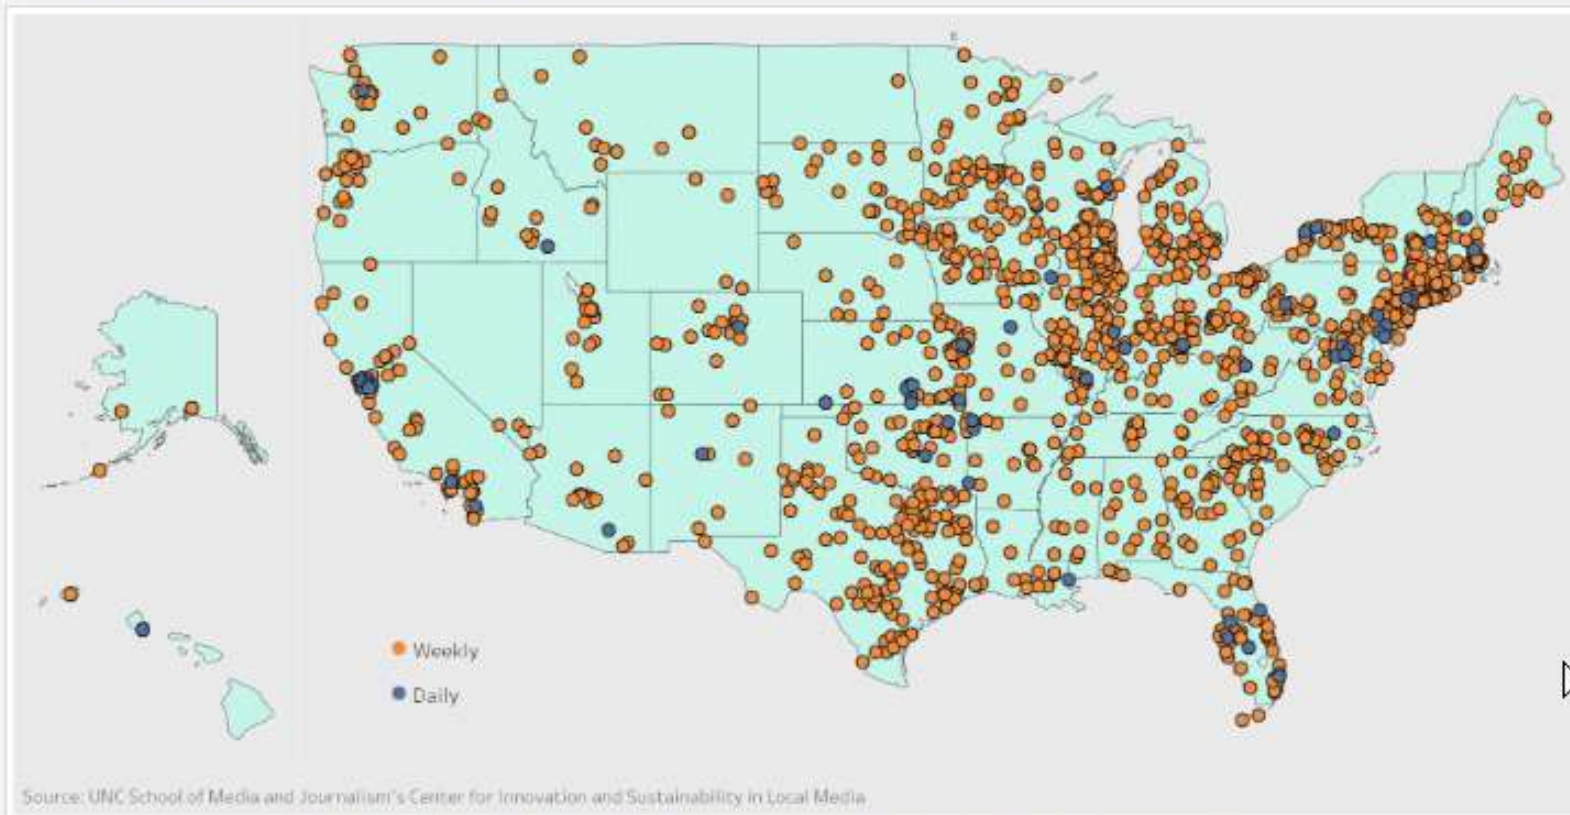 Weekly
Daily
Source: UNC School of Media and Journalism's Center for Innovation and Sustainability in Local Media